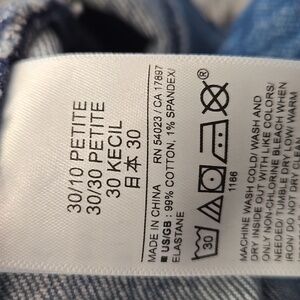 30/10 PETITE
30/30 PETITE
30 KECIL
日本 30
RN 54023 / CA 17897
MADE IN CHINA
■ US/GB : 99% COTTON, 1% SPANDEX/
ELASTANE
30
1166
MACHINE WASH COLD/ WASH AND
DRY INSIDE OUT WITH LIKE COLORS/
ONLY NON-CHLORINE BLEACH WHEN
NEEDED/ TUMBLE DRY LOW/ WARM
IRON/ DO NOT DRY CLEAN